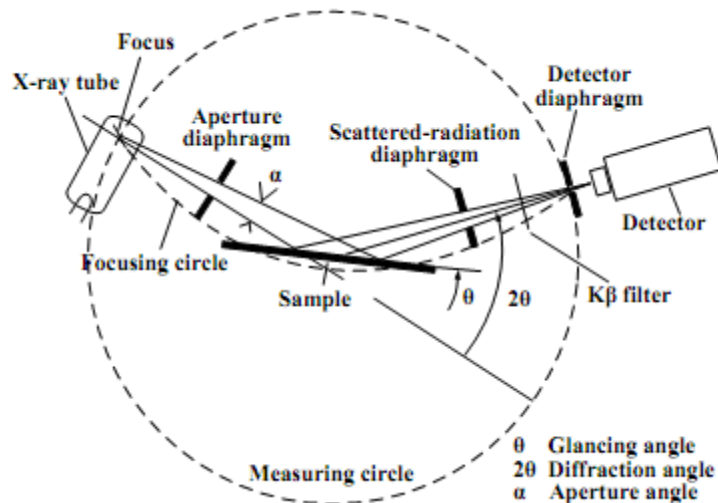 Focus
X-ray tube
Aperture
diaphragm
Detector
diaphragm
Scattered-radiation
diaphragm
α
Detector
Focusing circle
Sample
θ
2θ
Kβ filter
Measuring circle
θ Glancing angle
2θ Diffraction angle
α Aperture angle